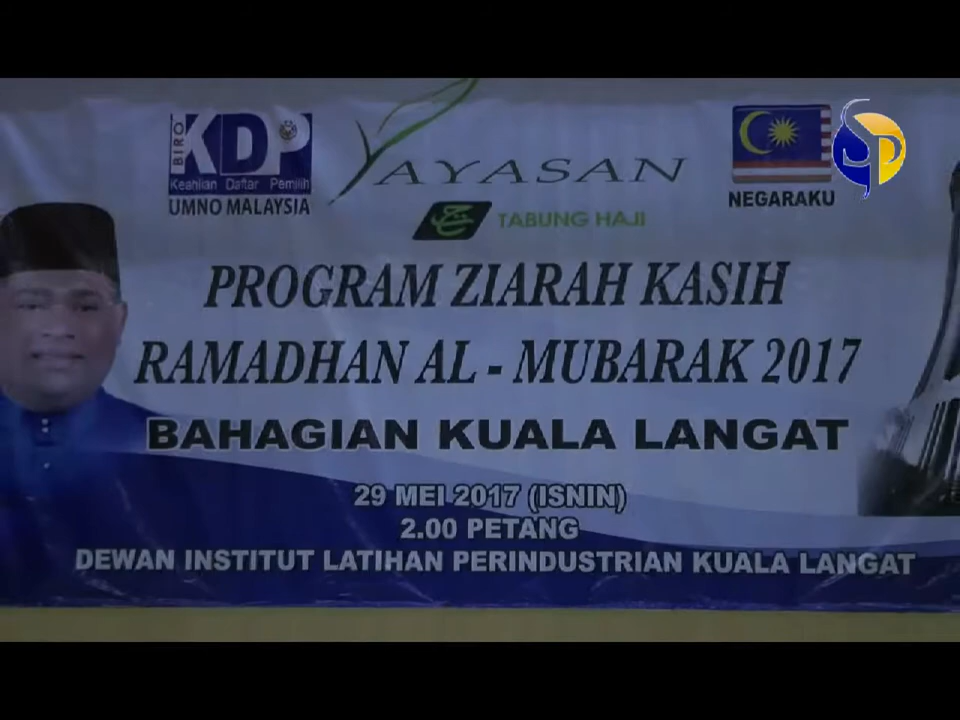 BIRO
KDP
Keahlian Daftar Pemilih
UMNO MALAYSIA
YAYASAN
TABUNG HAJI
NEGARAKU
SP
PROGRAM ZIARAH KASIH
RAMADHAN AL - MUBARAK 2017
BAHAGIAN KUALA LANGAT
29 MEI 2017 (ISNIN)
2.00 PETANG
DEWAN INSTITUT LATIHAN PERINDUSTRIAN KUALA LANGAT